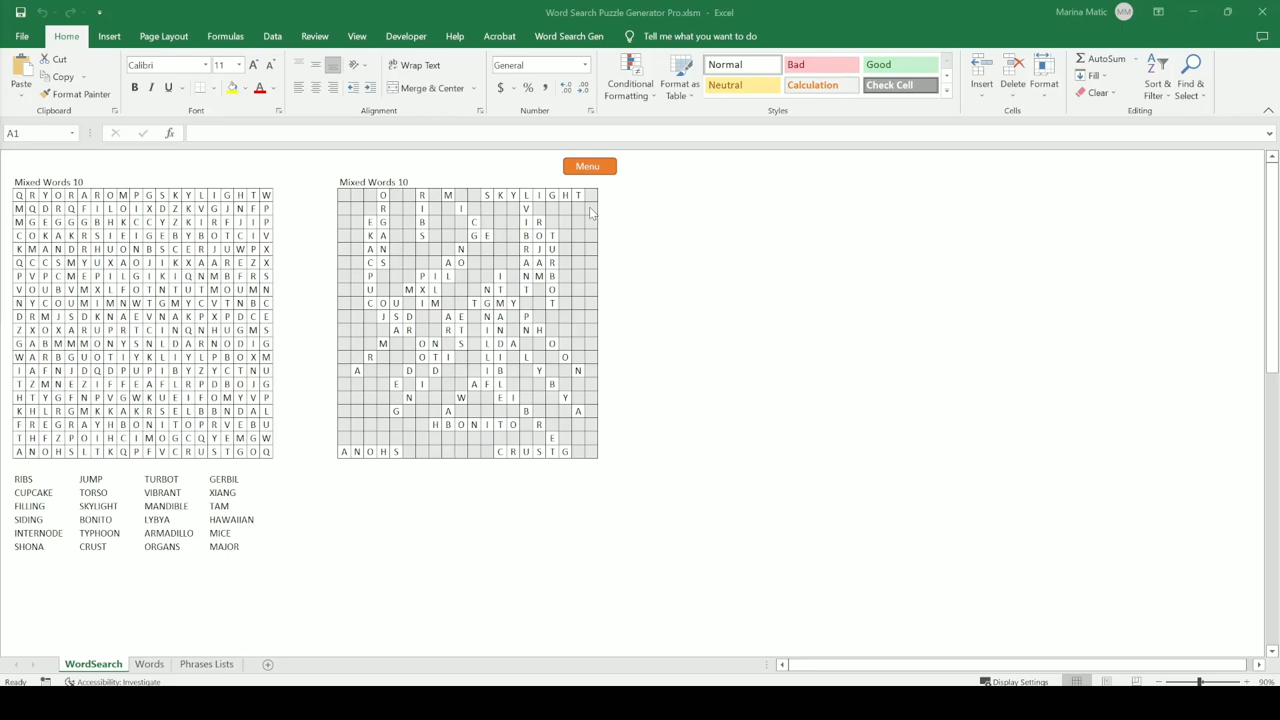 Word Search Puzzle Generator Pro.xlsm - Excel
Marina Matic MM
File Home Insert Page Layout Formulas Data Review View Developer Help Acrobat Word Search Gen Tell me what you want to do
Paste Cut Copy Format Painter
Calibri 11
B I U
Wrap Text
Merge & Center
General
$ %
Conditional Formatting
Format as Table
Normal Bad Good
Neutral Calculation Check Cell
Insert Delete Format
AutoSum Fill Clear
Sort & Filter
Find & Select
Clipboard Font Alignment Number Styles Cells Editing
A1 fx
Menu
Mixed Words 10 Mixed Words 10
Q R Y O R A R O M P G S K Y L I G H T W
M Q D R Q F I L O I X D Z K V G J N F P
M G E G G G B H K C C Y Z K I R F J I P
C O K A K R S I E I G E B Y B O T C I V
K M A N D R H U O N B S C E R J U W P X
Q C C S M Y U X A O J I K X A A R E Z X
P V P C M E P I L G I K I Q N M B F R S
V O U B V M X L F O T N T U T M O U M N
N Y C O U M I M N W T G M Y C V T N B C
D R M J S D K N A E V N A K P X P D C E
Z X O X A R U P R T C I N Q N H U G M S
G A B M M M O N Y S N D L D A R N O D I G
W A R B G U O T I Y K L I Y L P B O X M
I A F N J D Q D P U P I B Y Z Y C T N U
T Z M N E Z I F F E A F L R P D B O J G
H T Y G F N P V G W K U E I F O M Y V P
K H L R G M K K A K R S E L B B N D A L
F R E G R A Y H B O N I T O P R V E B U
T H F Z P O I H C I M O G C Q Y E M G W
A N O H S L T K Q P F V C R U S T G O Q
O R M S K Y L I G H T
R I I V
E G B C I R
K A S G E B O T
A N N R J U
C S A O A A R
P P I L I N M B
U M X L N T T O
C O U I M T G M Y T
J S D A E N A P
A R R T I N N H
M O N S L D A O
R O T I L I L O
A D D I B Y N
E I A F L B
N W E I Y
G A B A
H B O N I T O R
E
A N O H S C R U S T G
RIBS JUMP TURBOT GERBIL
CUPCAKE TORSO VIBRANT XIANG
FILLING SKYLIGHT MANDIBLE TAM
SIDING BONITO LYBYA HAWAIIAN
INTERNODE TYPHOON ARMADILLO MICE
SHONA CRUST ORGANS MAJOR
WordSearch Words Phrases Lists
Ready Accessibility: Investigate Display Settings 90%